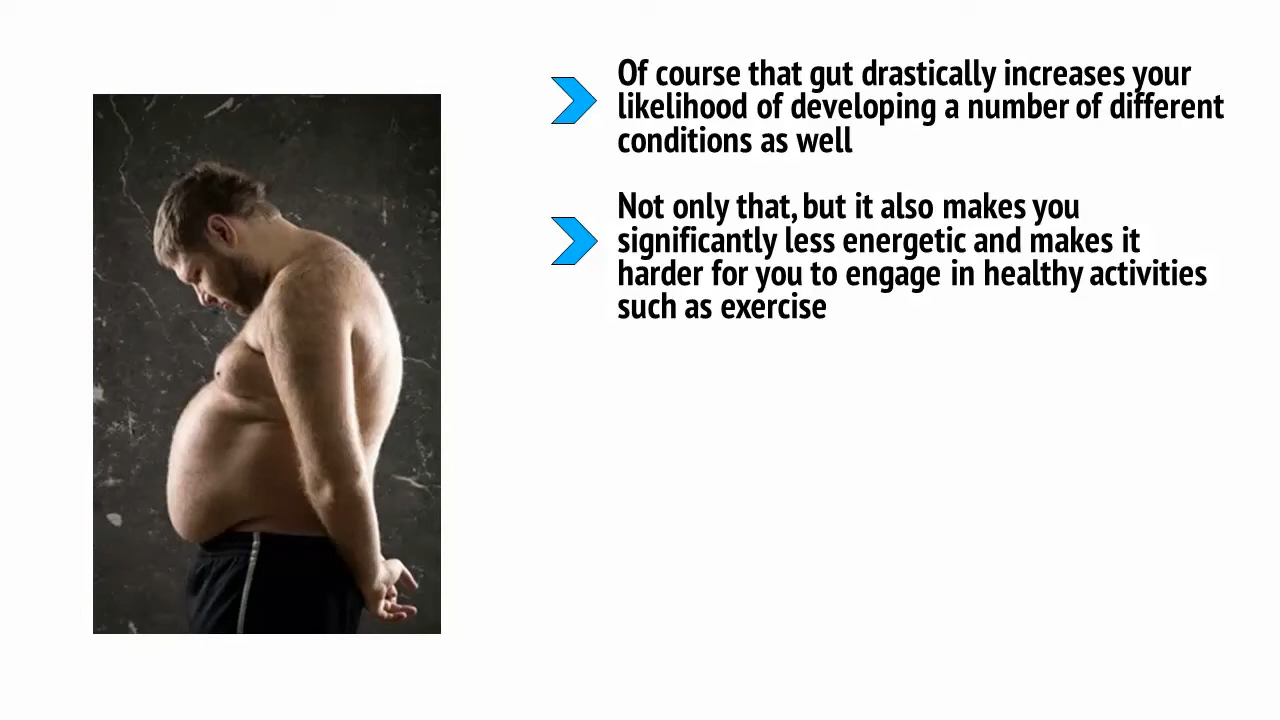 Of course that gut drastically increases your
likelihood of developing a number of different
conditions as well
Not only that, but it also makes you
significantly less energetic and makes it
harder for you to engage in healthy activities
such as exercise